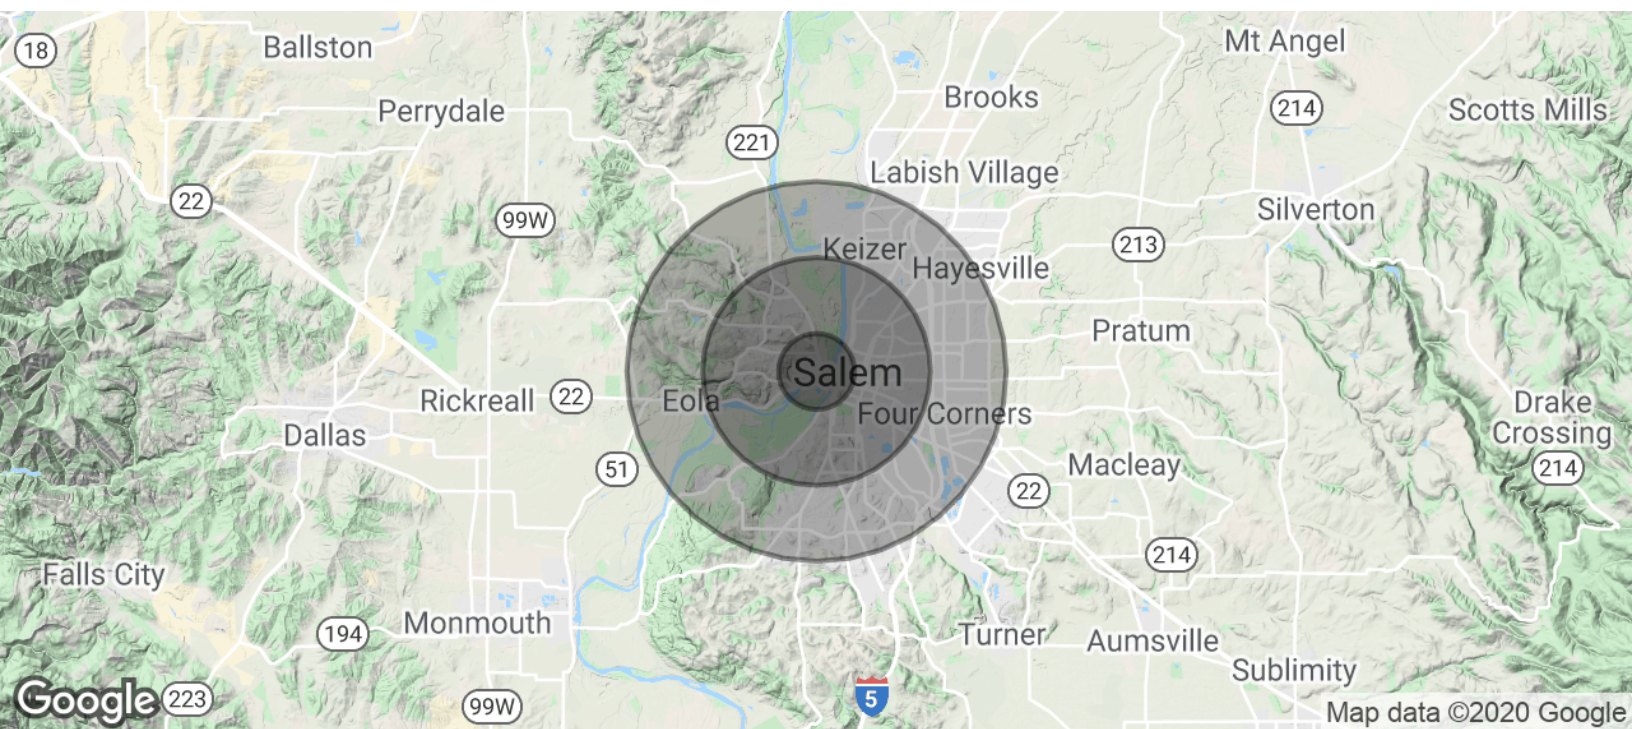 18
Ballston
Mt Angel
Perrydale
Brooks
214
Scotts Mills
221
Labish Village
22
99W
Silverton
213
Keizer
Hayesville
Pratum
Salem
Rickreall
22
Eola
Four Corners
Drake
Crossing
Dallas
51
Macleay
214
22
214
Falls City
194
Monmouth
Turner
Aumsville
Sublimity
Google
223
99W
5
Map data ©2020 Google